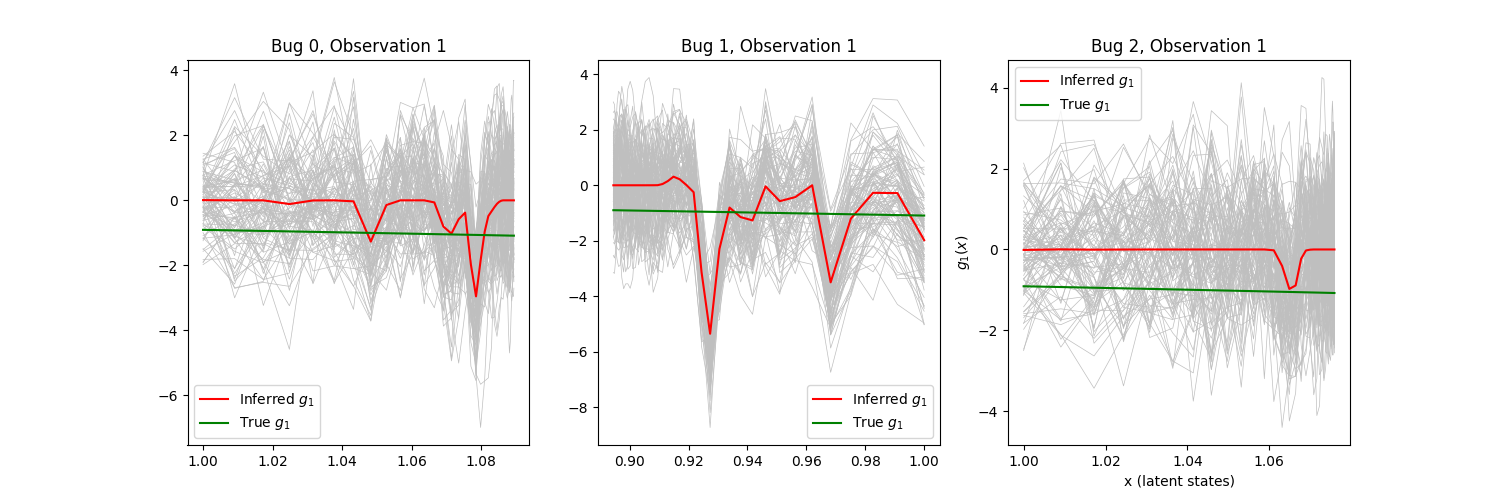 Bug 0, Observation 1
4
2
0
−2
−4
−6
1.00 1.02 1.04 1.06 1.08
Inferred g₁
True g₁
Bug 1, Observation 1
4
2
0
−2
−4
−6
−8
0.90 0.92 0.94 0.96 0.98 1.00
Inferred g₁
True g₁
Bug 2, Observation 1
Inferred g₁
True g₁
g₁(x)
4
2
0
−2
−4
1.00 1.02 1.04 1.06
x (latent states)